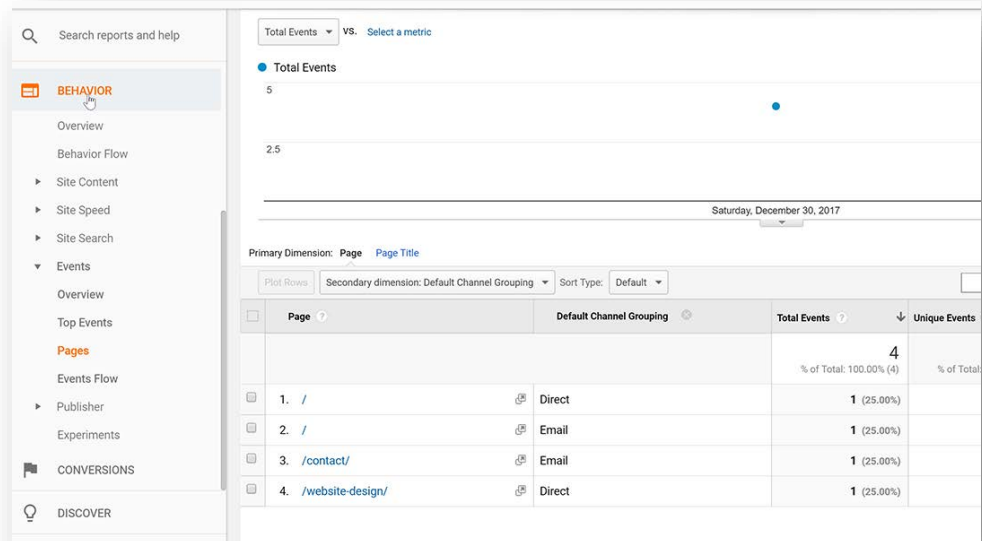 Search reports and help
BEHAVIOR
Overview
Behavior Flow
Site Content
Site Speed
Site Search
Events
Overview
Top Events
Pages
Events Flow
Publisher
Experiments
CONVERSIONS
DISCOVER
Total Events VS. Select a metric
Total Events
5
2.5
Saturday, December 30, 2017
Primary Dimension: Page Page Title
Plot Rows Secondary dimension: Default Channel Grouping Sort Type: Default
Page ? Default Channel Grouping Total Events ? Unique Events
4
% of Total: 100.00% (4) % of Total:
1. / Direct 1 (25.00%)
2. / Email 1 (25.00%)
3. /contact/ Email 1 (25.00%)
4. /website-design/ Direct 1 (25.00%)